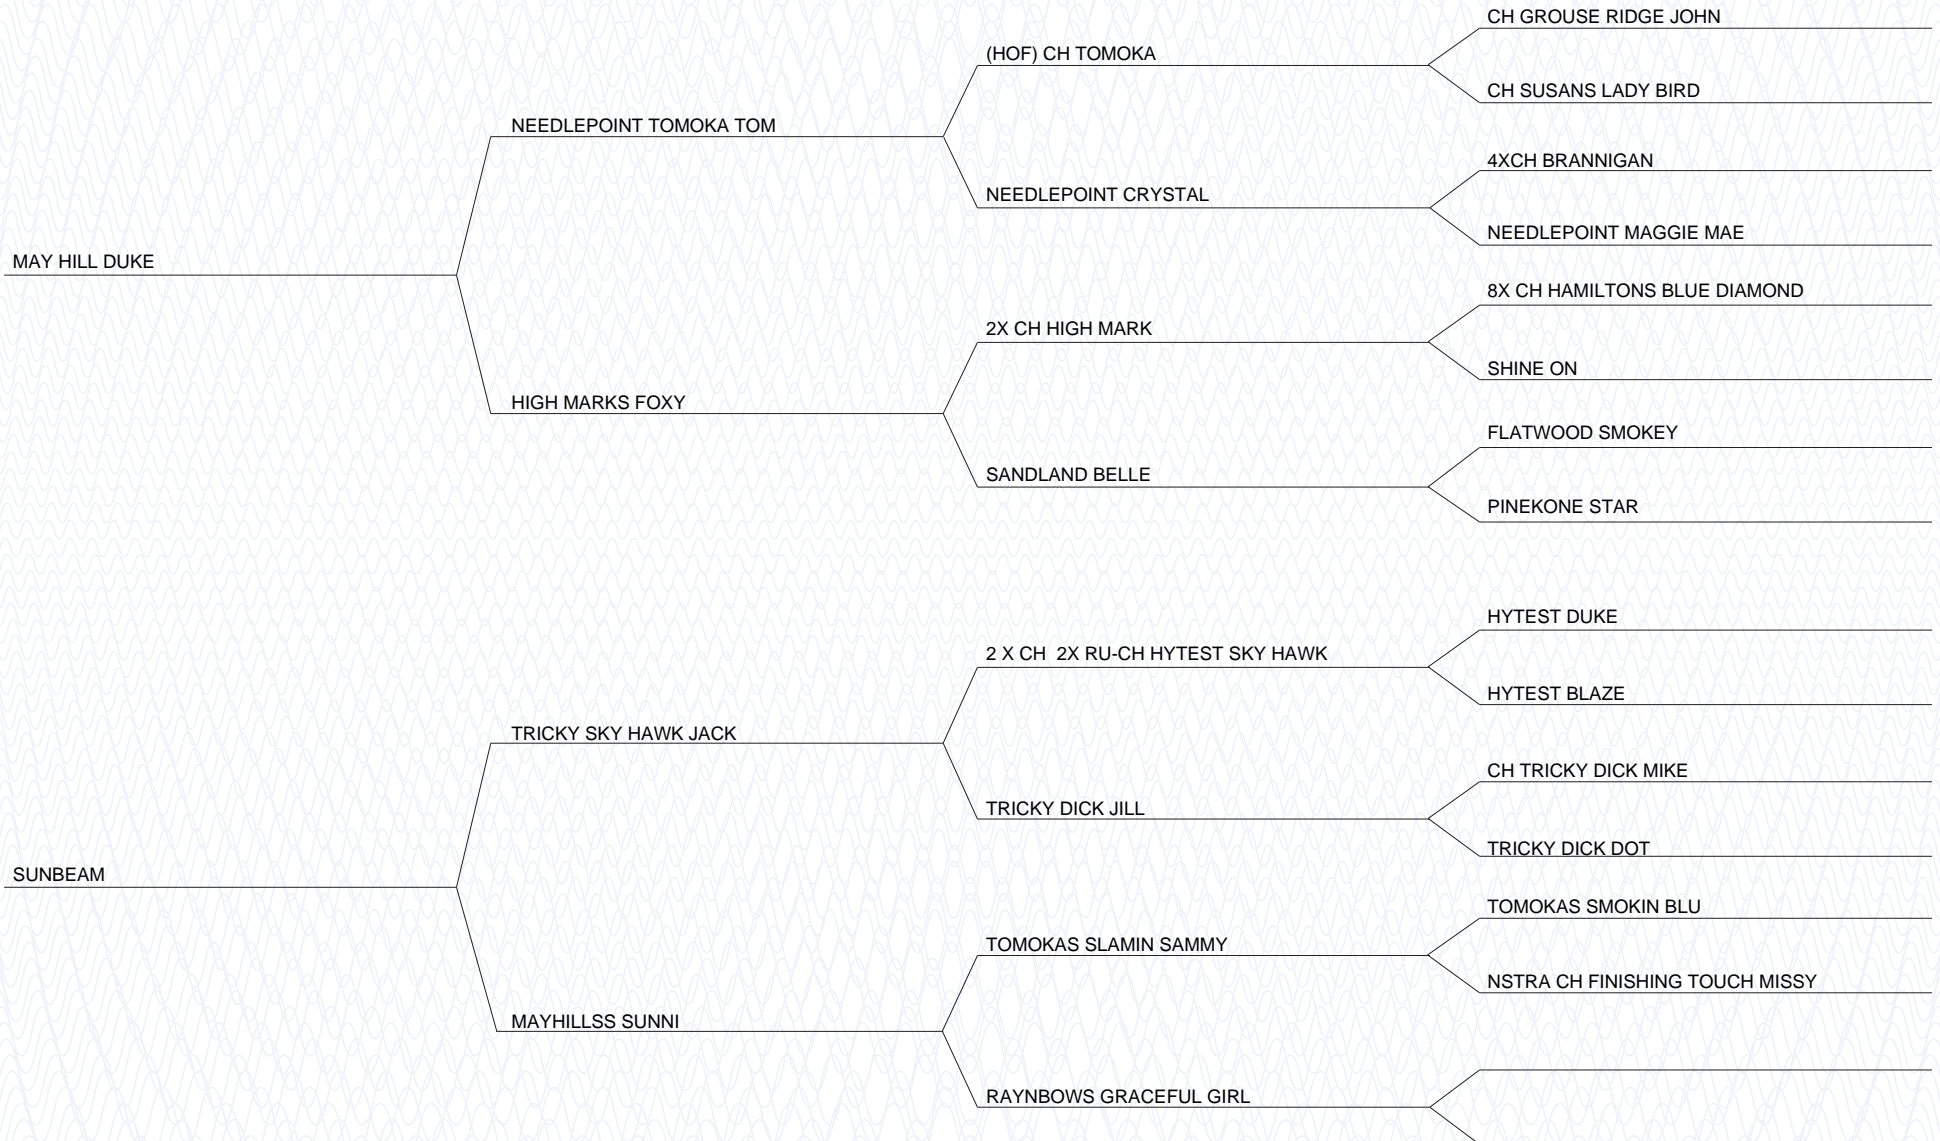 CH GROUSE RIDGE JOHN
(HOF) CH TOMOKA
CH SUSANS LADY BIRD
NEEDLEPOINT TOMOKA TOM
4XCH BRANNIGAN
NEEDLEPOINT CRYSTAL
NEEDLEPOINT MAGGIE MAE
MAY HILL DUKE
8X CH HAMILTONS BLUE DIAMOND
2X CH HIGH MARK
SHINE ON
HIGH MARKS FOXY
FLATWOOD SMOKEY
SANDLAND BELLE
PINEKONE STAR
HYTEST DUKE
2 X CH  2X RU-CH HYTEST SKY HAWK
HYTEST BLAZE
TRICKY SKY HAWK JACK
CH TRICKY DICK MIKE
TRICKY DICK JILL
TRICKY DICK DOT
SUNBEAM
TOMOKAS SMOKIN BLU
TOMOKAS SLAMIN SAMMY
NSTRA CH FINISHING TOUCH MISSY
MAYHILLSS SUNNI
RAYNBOWS GRACEFUL GIRL